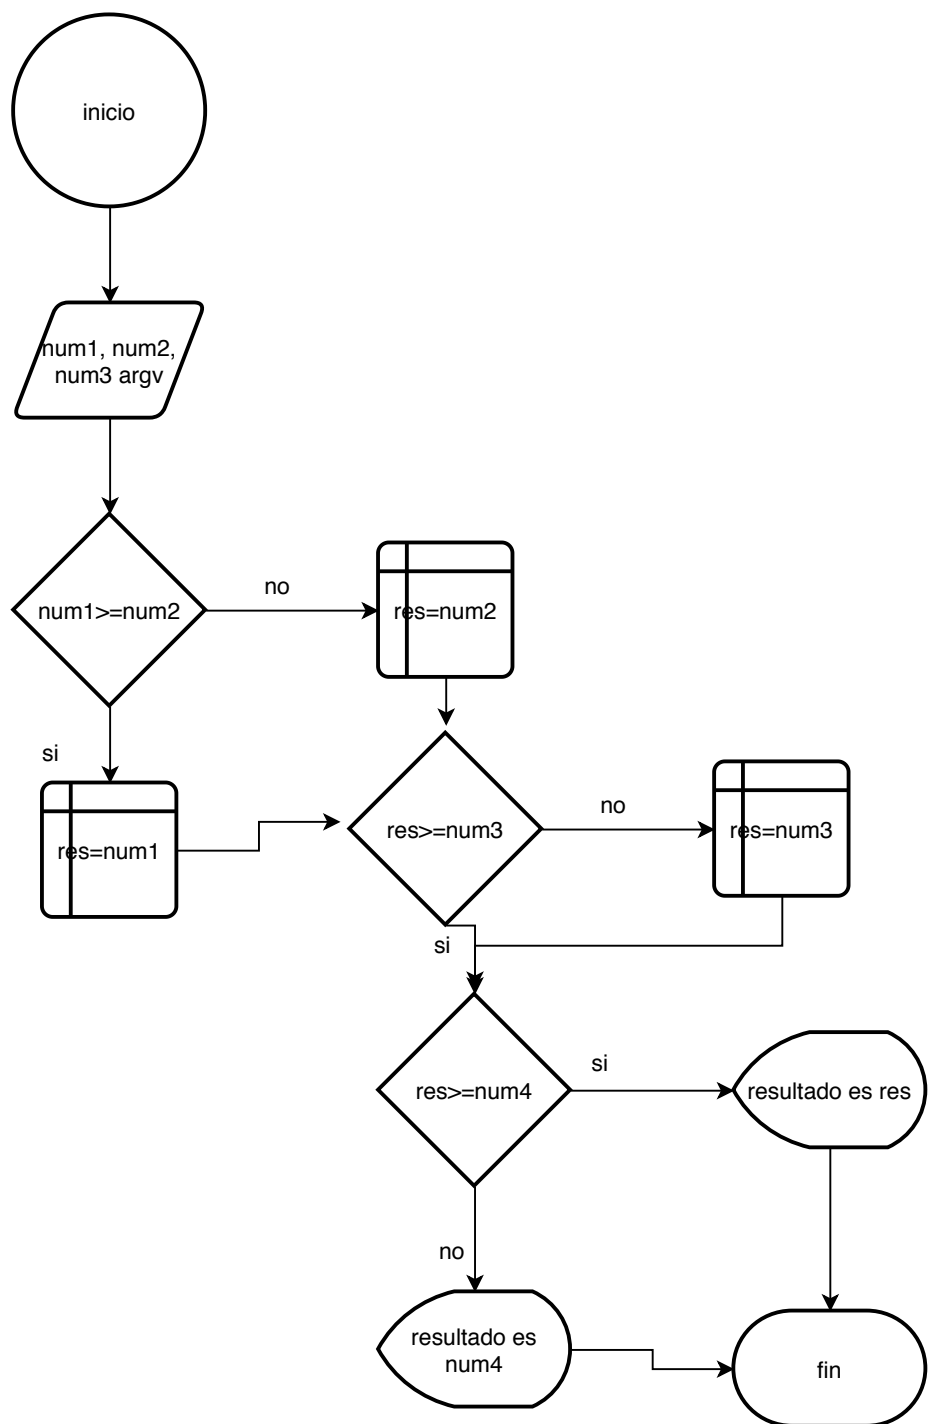 inicio
num1, num2,
num3 argv
num1>=num2
no
res=num2
si
res=num1
res>=num3
no
res=num3
si
res>=num4
si
resultado es res
no
resultado es
num4
fin